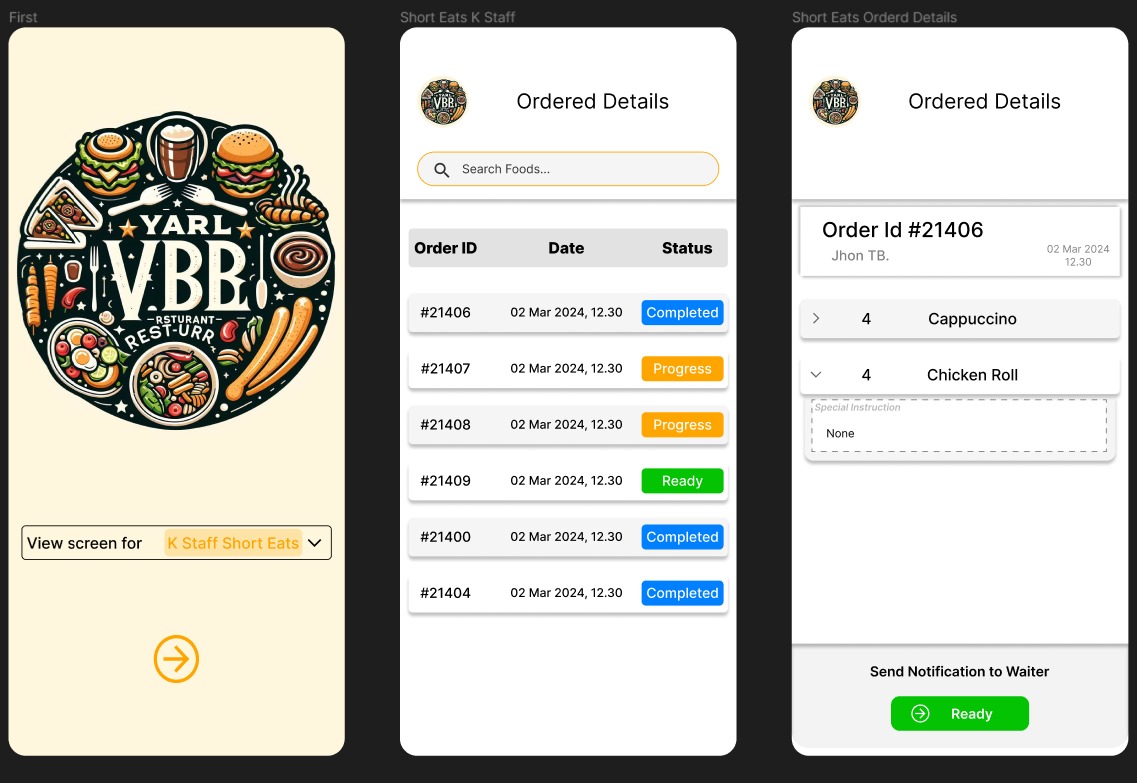 First
YARL
VBB
RSTURANT
REST-URR
View screen for K Staff Short Eats
Short Eats K Staff
YARL
VBB
Ordered Details
Search Foods...
Order ID Date Status
#21406 02 Mar 2024, 12.30 Completed
#21407 02 Mar 2024, 12.30 Progress
#21408 02 Mar 2024, 12.30 Progress
#21409 02 Mar 2024, 12.30 Ready
#21400 02 Mar 2024, 12.30 Completed
#21404 02 Mar 2024, 12.30 Completed
Short Eats Orderd Details
YARL
VBB
Ordered Details
Order Id #21406
Jhon TB.
02 Mar 2024
12.30
4 Cappuccino
4 Chicken Roll
Special Instruction
None
Send Notification to Waiter
Ready